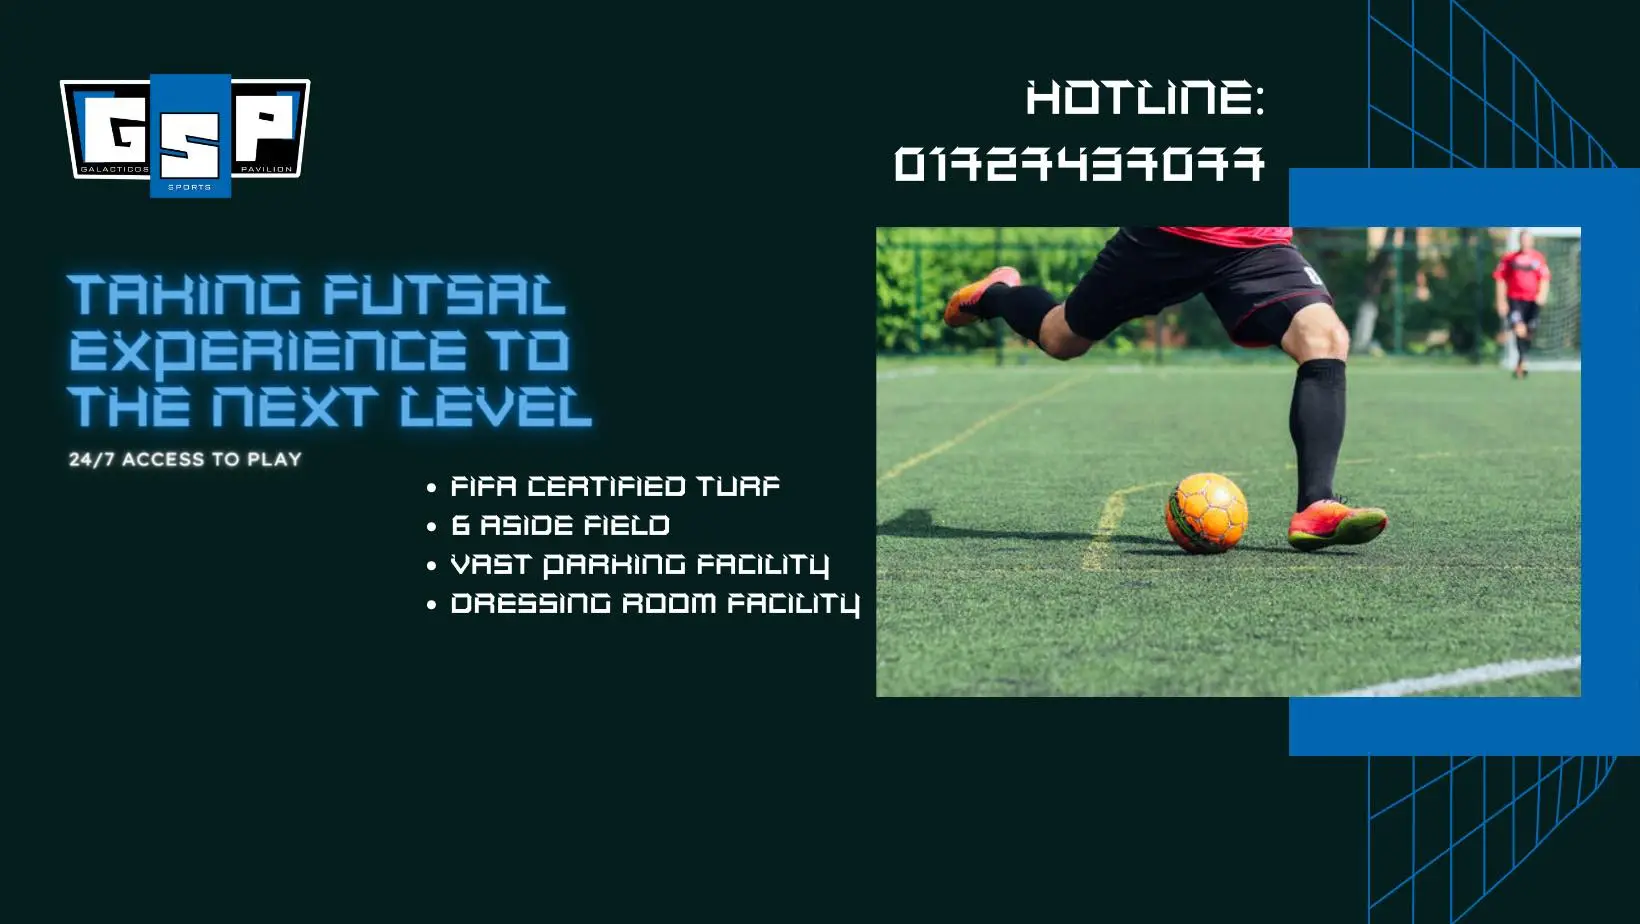 GSP
GALACTICOS
SPORTS
PAVILION
HOTLINE:
01727437077
TAKING FUTSAL
EXPERIENCE TO
THE NEXT LEVEL
24/7 ACCESS TO PLAY
• FIFA CERTIFIED TURF
• 6 ASIDE FIELD
• VAST PARKING FACILITY
• DRESSING ROOM FACILITY